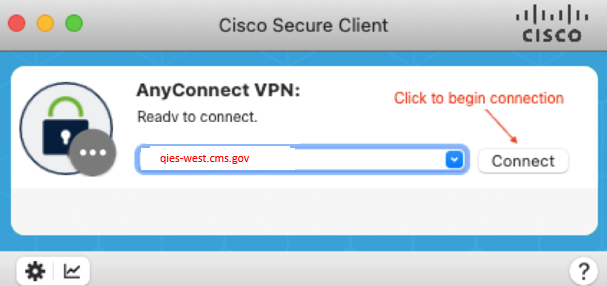 Cisco Secure Client
CISCO
AnyConnect VPN:
Ready to connect.
Click to begin connection
qies-west.cms.gov
Connect
?